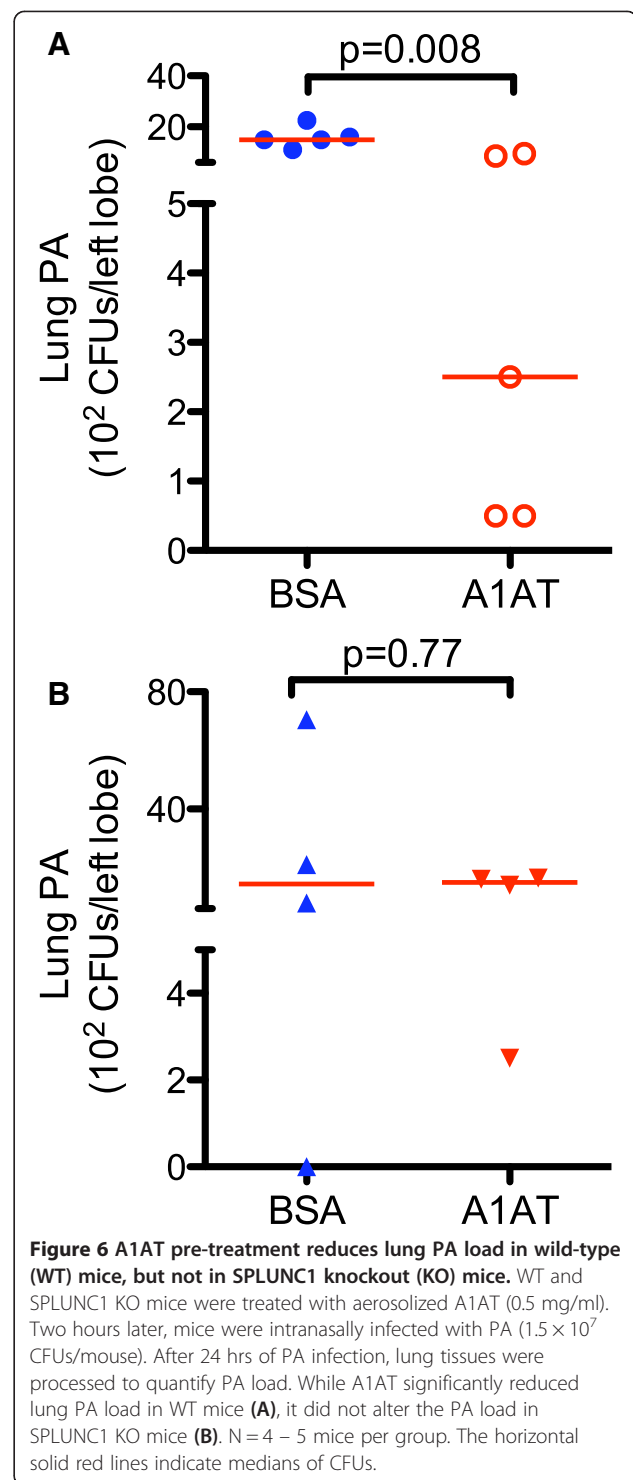 A
p=0.008
40
20
5
4
3
2
1
0
Lung PA
(10² CFUs/left lobe)
BSA A1AT
B
p=0.77
80
40
4
2
0
Lung PA
(10² CFUs/left lobe)
BSA A1AT
Figure 6 A1AT pre-treatment reduces lung PA load in wild-type
(WT) mice, but not in SPLUNC1 knockout (KO) mice. WT and
SPLUNC1 KO mice were treated with aerosolized A1AT (0.5 mg/ml).
Two hours later, mice were intranasally infected with PA (1.5 × 10⁷
CFUs/mouse). After 24 hrs of PA infection, lung tissues were
processed to quantify PA load. While A1AT significantly reduced
lung PA load in WT mice (A), it did not alter the PA load in
SPLUNC1 KO mice (B). N = 4 – 5 mice per group. The horizontal
solid red lines indicate medians of CFUs.